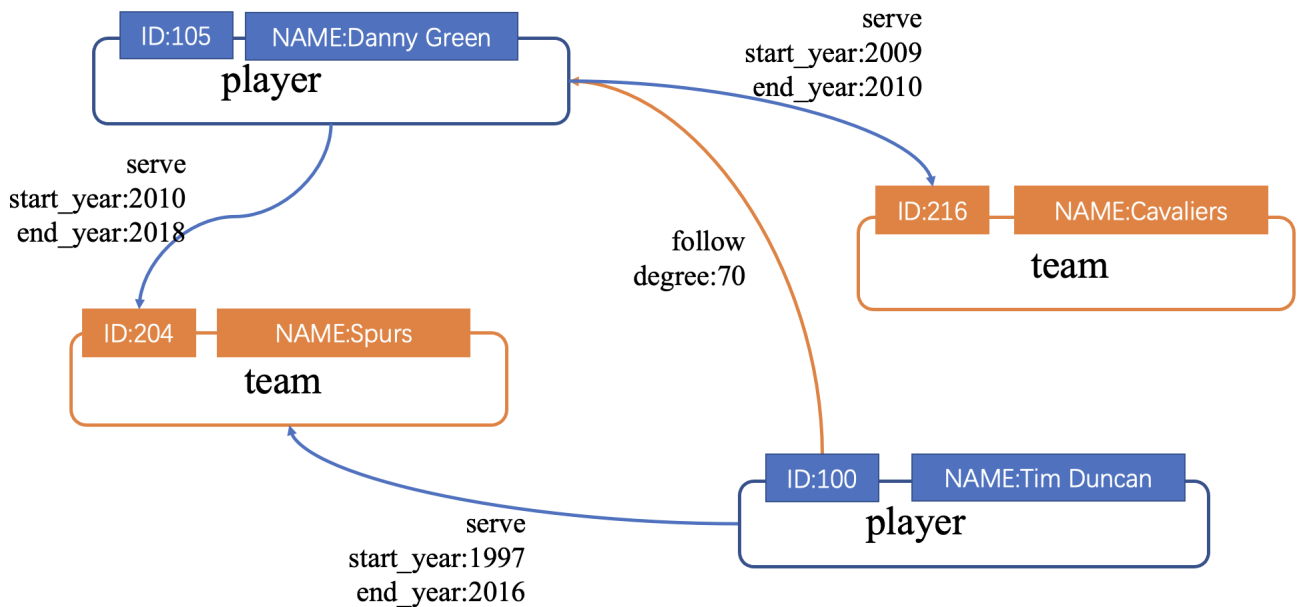 ID:105
NAME:Danny Green
player
serve
start_year:2009
end_year:2010
serve
start_year:2010
end_year:2018
ID:216
NAME:Cavaliers
team
follow
degree:70
ID:204
NAME:Spurs
team
ID:100
NAME:Tim Duncan
player
serve
start_year:1997
end_year:2016